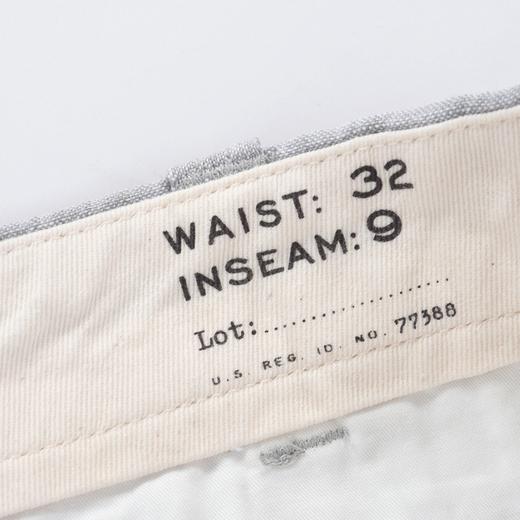 WAIST: 32
INSEAM: 9
Lot:......................
U.S. REG. ID. NO. 77388